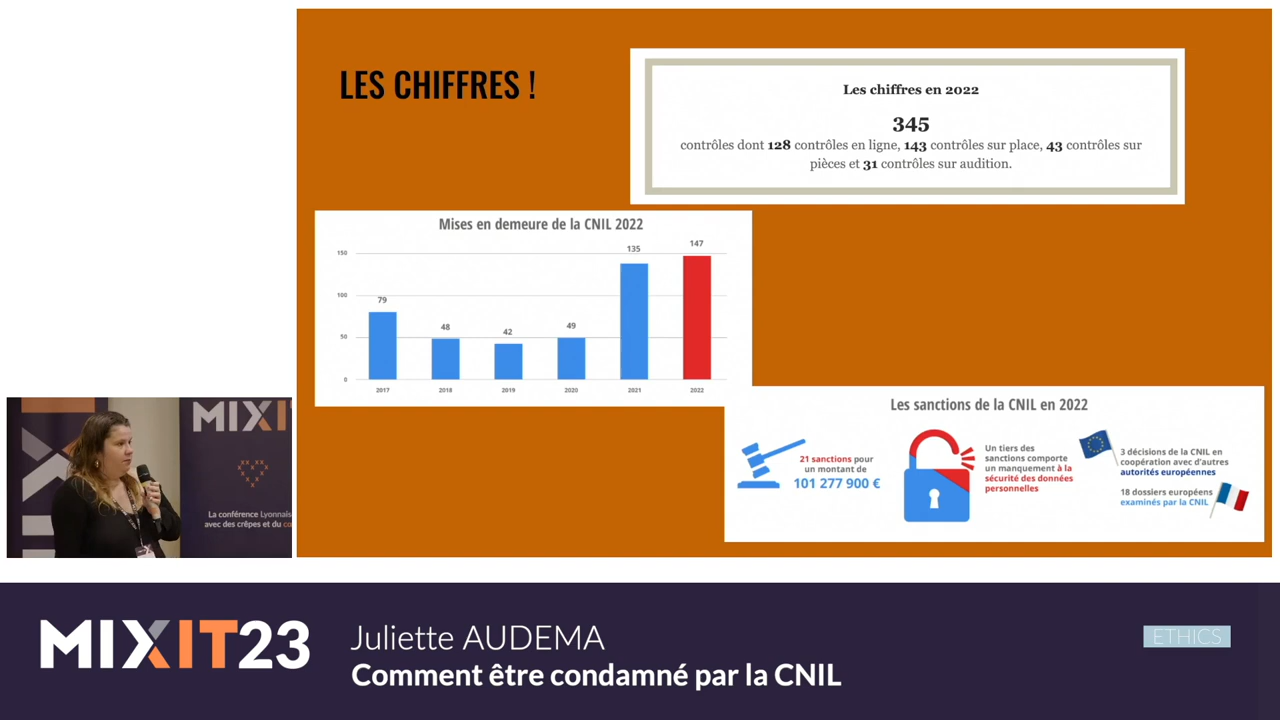 LES CHIFFRES !
Les chiffres en 2022
345
contrôles dont 128 contrôles en ligne, 143 contrôles sur place, 43 contrôles sur
pièces et 31 contrôles sur audition.
Mises en demeure de la CNIL 2022
150
100
50
0
79
48
42
49
135
147
2017
2018
2019
2020
2021
2022
Les sanctions de la CNIL en 2022
21 sanctions pour
un montant de
101 277 900 €
Un tiers des
sanctions comporte
un manquement à la
sécurité des données
personnelles
3 décisions de la CNIL en
coopération avec d'autres
autorités européennes
18 dossiers européens
examinés par la CNIL
MIXIT
La conférence Lyonnais
avec des crêpes et du
MIXIT23
Juliette AUDEMA
Comment être condamné par la CNIL
ETHICS